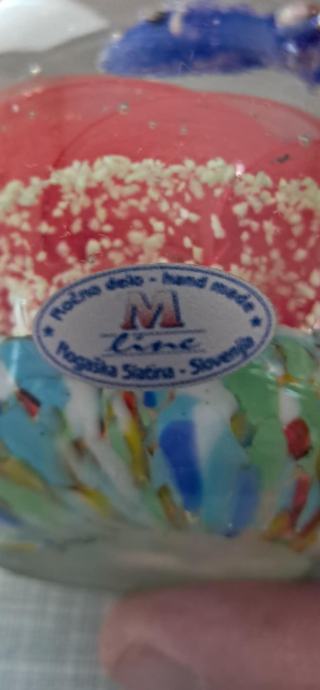 ★ Ročno delo - hand made ★
M
line
Rogaška Slatina - Slovenija